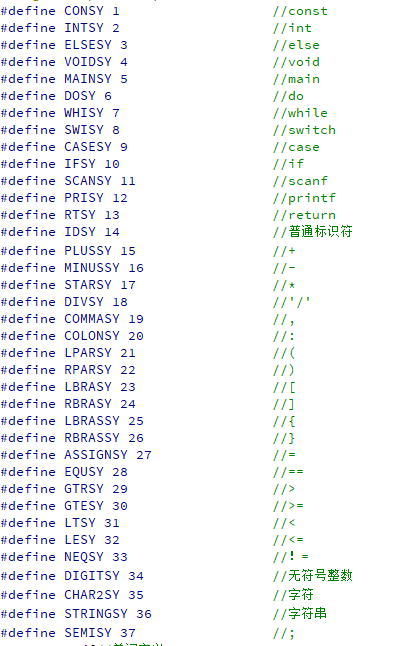 #define CONSY 1 //const
#define INTSY 2 //int
#define ELSESY 3 //else
#define VOIDSY 4 //void
#define MAINSY 5 //main
#define DOSY 6 //do
#define WHISY 7 //while
#define SWISY 8 //switch
#define CASESY 9 //case
#define IFSY 10 //if
#define SCANSY 11 //scanf
#define PRISY 12 //printf
#define RTSY 13 //return
#define IDSY 14 //普通标识符
#define PLUSSY 15 //+
#define MINUSSY 16 //-
#define STARSY 17 //*
#define DIVSY 18 //'/'
#define COMMASY 19 //,
#define COLONSY 20 //:
#define LPARSY 21 //(
#define RPARSY 22 //)
#define LBRASY 23 //[
#define RBRASY 24 //]
#define LBRASSY 25 //{
#define RBRASSY 26 //}
#define ASSIGNSY 27 //=
#define EQUSY 28 //==
#define GTRSY 29 //>
#define GTESY 30 //>=
#define LTSY 31 //<
#define LESY 32 //<=
#define NEQSY 33 //！=
#define DIGITSY 34 //无符号整数
#define CHAR2SY 35 //字符
#define STRINGSY 36 //字符串
#define SEMISY 37 //;